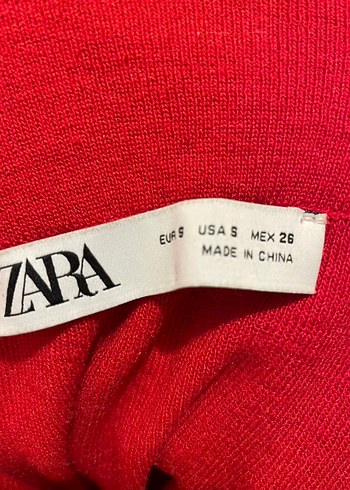 ZARA
EUR S USA S MEX 26
MADE IN CHINA